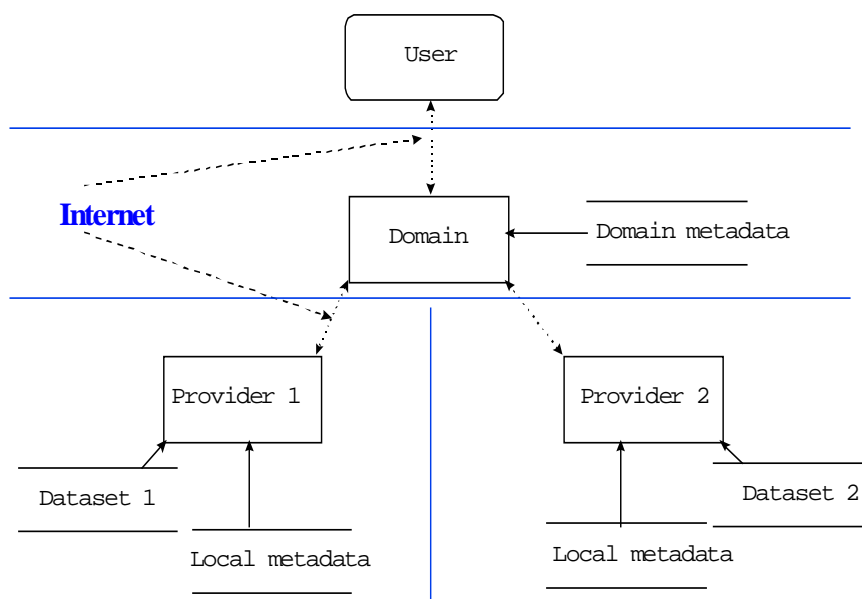 User
Internet
Domain
Domain metadata
Provider 1
Provider 2
Dataset 1
Dataset 2
Local metadata
Local metadata